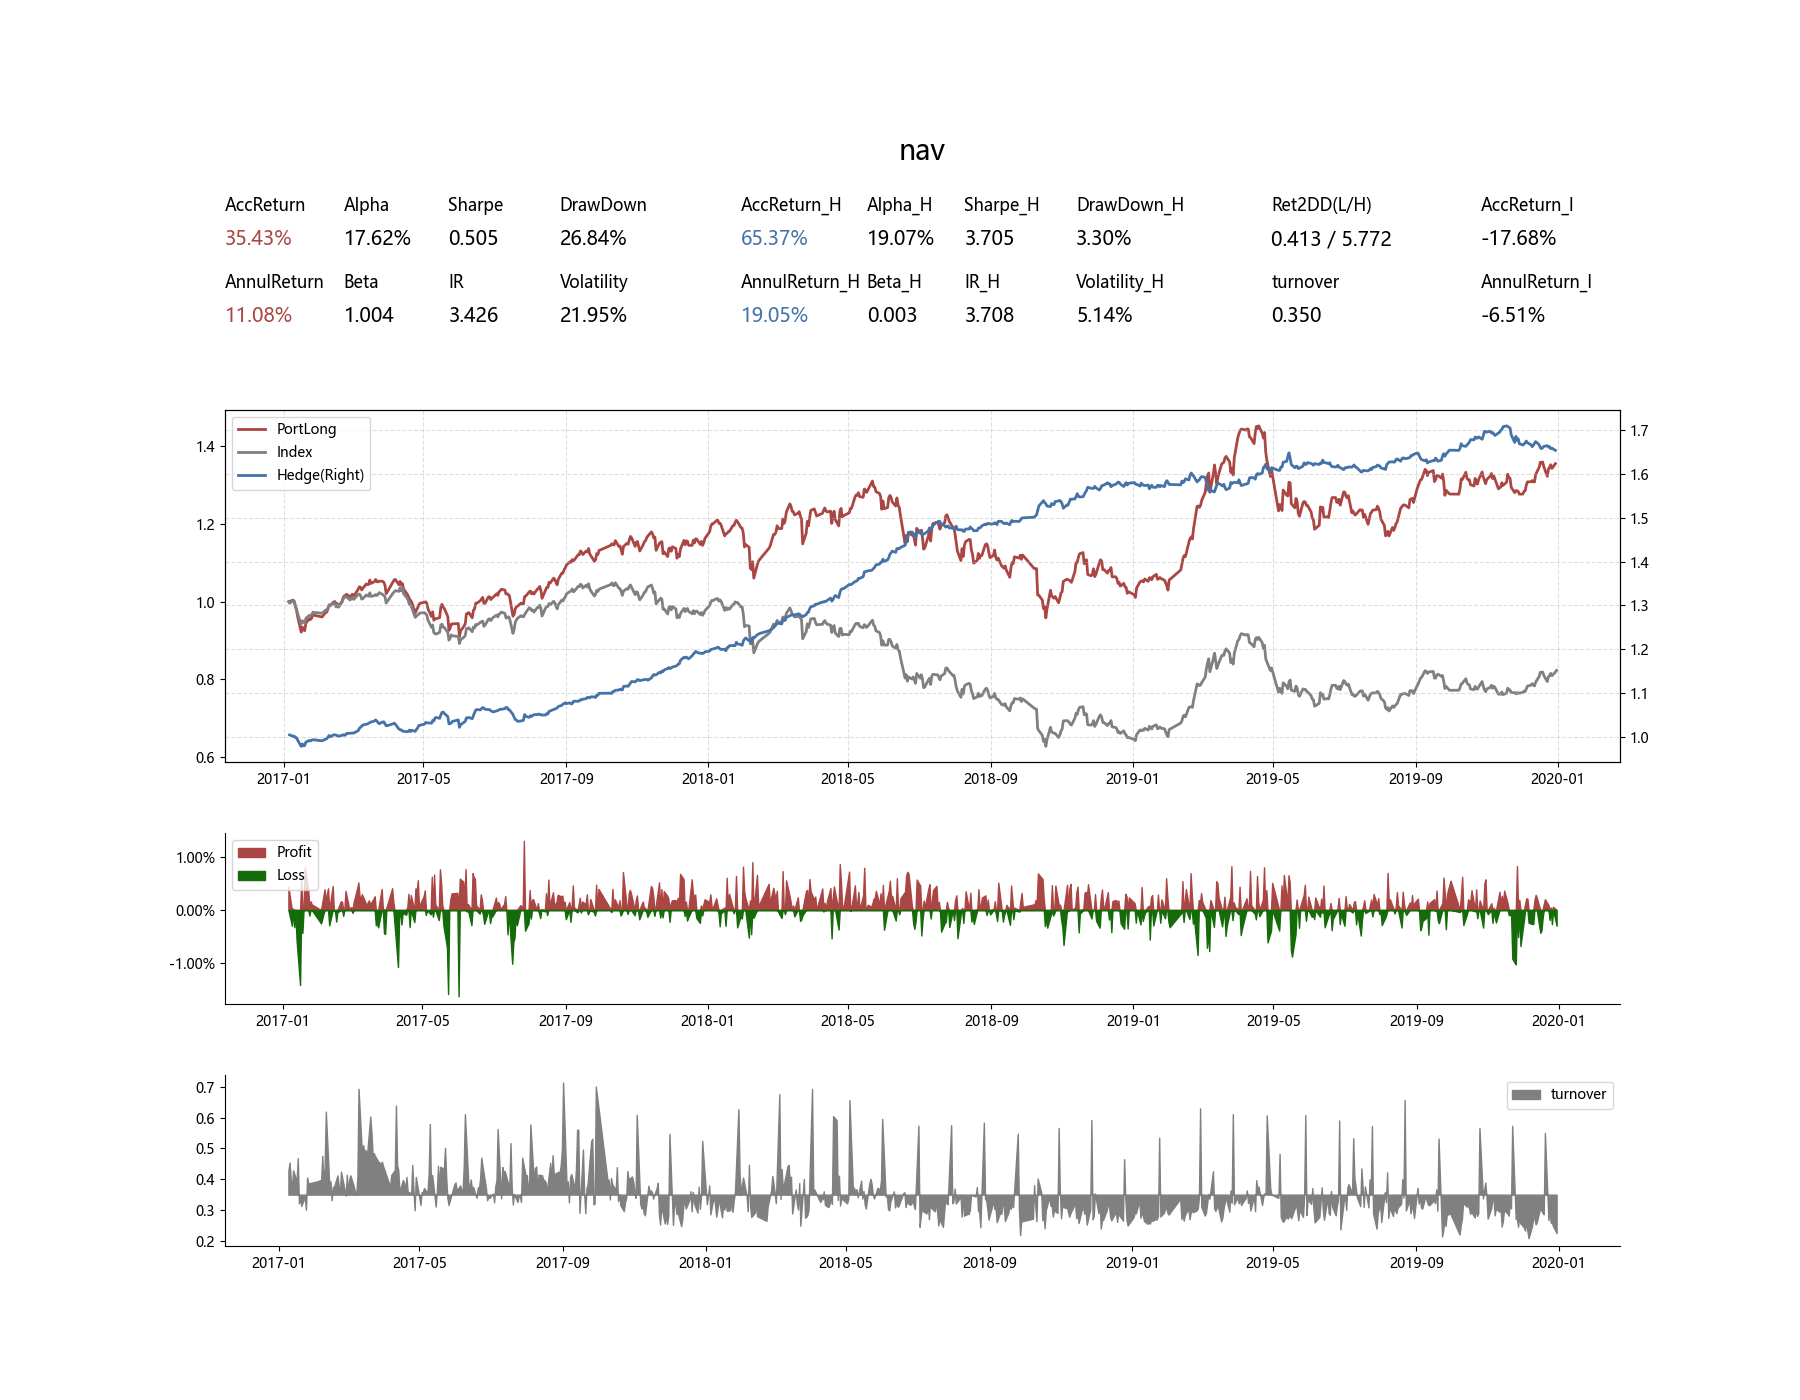 nav
AccReturn Alpha Sharpe DrawDown AccReturn_H Alpha_H Sharpe_H DrawDown_H Ret2DD(L/H) AccReturn_I
35.43% 17.62% 0.505 26.84% 65.37% 19.07% 3.705 3.30% 0.413 / 5.772 -17.68%
AnnulReturn Beta IR Volatility AnnulReturn_H Beta_H IR_H Volatility_H turnover AnnulReturn_I
11.08% 1.004 3.426 21.95% 19.05% 0.003 3.708 5.14% 0.350 -6.51%
PortLong
Index
Hedge(Right)
1.4
1.2
1.0
0.8
0.6
1.7
1.6
1.5
1.4
1.3
1.2
1.1
1.0
2017-01 2017-05 2017-09 2018-01 2018-05 2018-09 2019-01 2019-05 2019-09 2020-01
Profit
Loss
1.00%
0.00%
-1.00%
2017-01 2017-05 2017-09 2018-01 2018-05 2018-09 2019-01 2019-05 2019-09 2020-01
turnover
0.7
0.6
0.5
0.4
0.3
0.2
2017-01 2017-05 2017-09 2018-01 2018-05 2018-09 2019-01 2019-05 2019-09 2020-01